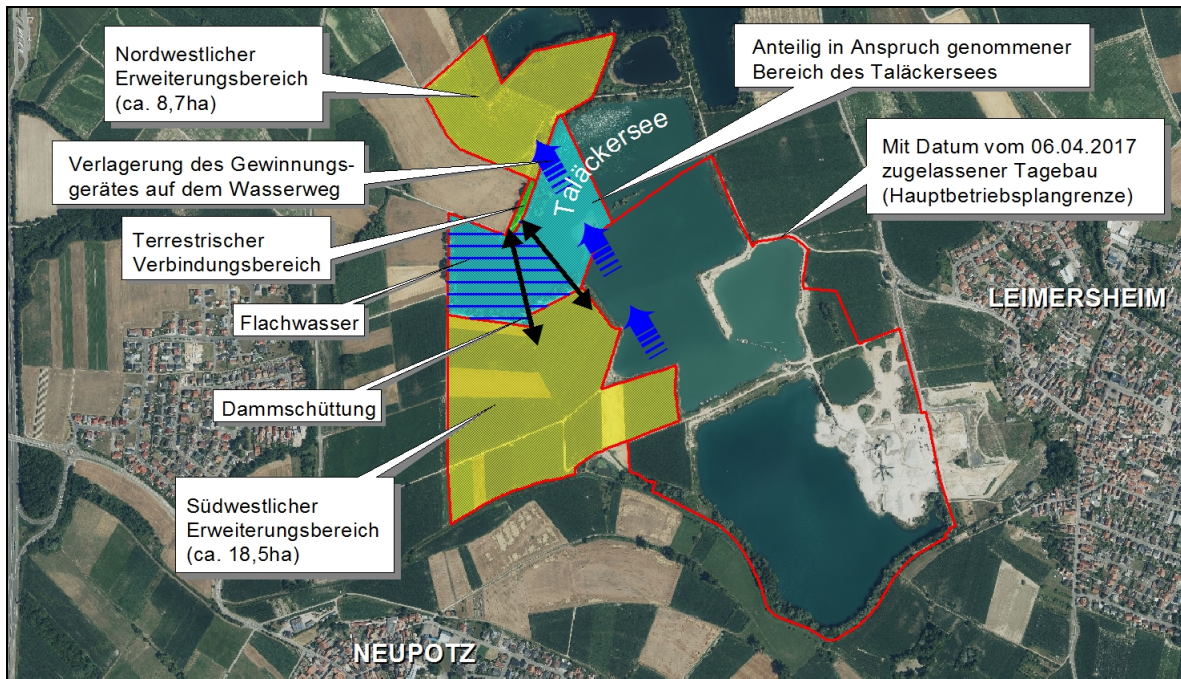 Nordwestlicher
Erweiterungsbereich
(ca. 8,7ha)
Anteilig in Anspruch genommener
Bereich des Taläckersees
Taläckersee
Mit Datum vom 06.04.2017
zugelassener Tagebau
(Hauptbetriebsplangrenze)
Verlagerung des Gewinnungs-
gerätes auf dem Wasserweg
Terrestrischer
Verbindungsbereich
LEIMERSHEIM
Flachwasser
Dammschüttung
Südwestlicher
Erweiterungsbereich
(ca. 18,5ha)
NEUPOTZ